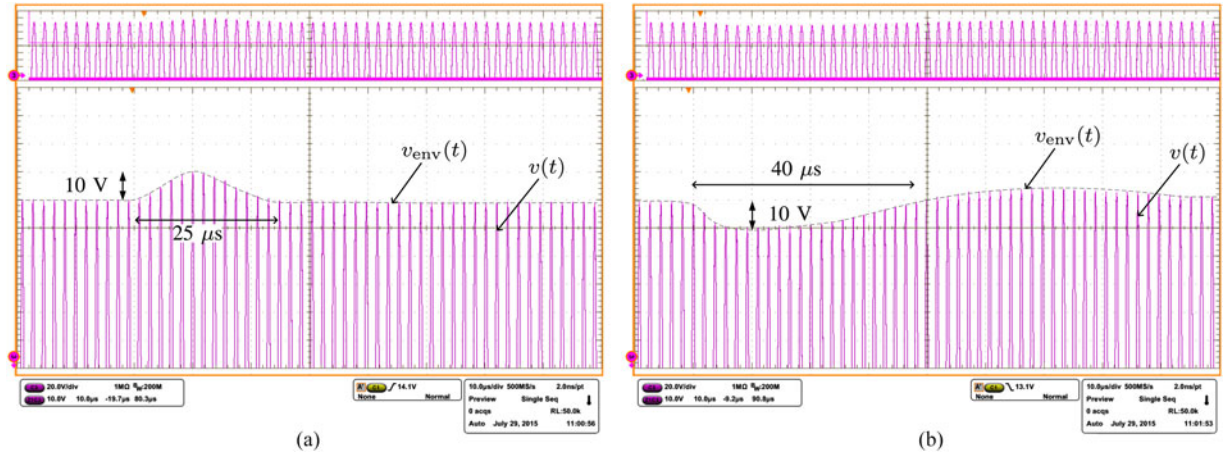 v_env(t)
v(t)
10 V
25 μs
20.0V/div 1MΩ B_W:200M
10.0V 10.0μs -19.7μs 80.3μs
A' C1 14.1V
None Normal
10.0μs/div 500MS/s 2.0ns/pt
Preview Single Seq
0 acqs RL:50.0k
Auto July 29, 2015 11:00:56
(a)
v_env(t)
v(t)
40 μs
10 V
20.0V/div 1MΩ B_W:200M
10.0V 10.0μs -9.2μs 90.8μs
A' C1 13.1V
None Normal
10.0μs/div 500MS/s 2.0ns/pt
Preview Single Seq
0 acqs RL:50.0k
Auto July 29, 2015 11:01:53
(b)